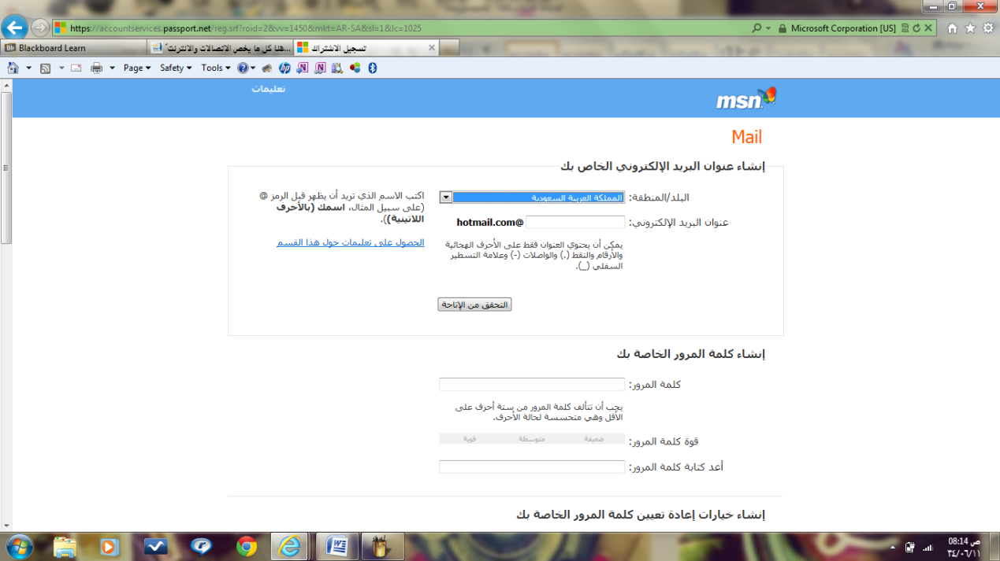 https://accountservices.passport.net/reg.srf?roid=2&vv=1450&mkt=AR-SA&sl=1&lc=1025
Microsoft Corporation [US]
Blackboard Learn
هنا كل ما يخص الاتصالات والانترنت...
تسجيل الاشتراك
Page
Safety
Tools
تعليمات
msn
Mail
إنشاء عنوان البريد الإلكتروني الخاص بك
البلد/المنطقة:
المملكة العربية السعودية
اكتب الاسم الذي تريد أن يظهر قبل الرمز @
(على سبيل المثال، اسمك (بالأحرف
اللاتينية)).
عنوان البريد الإلكتروني:
@hotmail.com
الحصول على تعليمات حول هذا القسم
يمكن أن يحتوي العنوان فقط على الأحرف الهجائية
والأرقام والنقط (.) والواصلات (-) وعلامة التسطير
السفلي (_).
التحقق من الإتاحة
إنشاء كلمة المرور الخاصة بك
كلمة المرور:
يجب أن تتألف كلمة المرور من ستة أحرف على
الأقل وهي متحسسة لحالة الأحرف.
قوة كلمة المرور:
ضعيفة
متوسطة
قوية
أعد كتابة كلمة المرور:
إنشاء خيارات إعادة تعيين كلمة المرور الخاصة بك
08:14 ص
٣٤/٠٦/١١